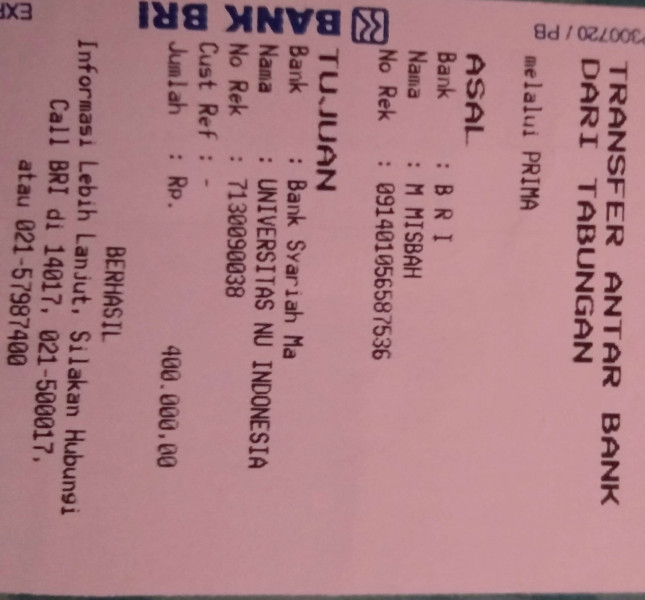 TRANSFER ANTAR BANK
DARI TABUNGAN
melalui PRIMA
ASAL
Bank : B R I
Nama : M MISBAH
No Rek : 091401056587536
TUJUAN
Bank : Bank Syariah Ma
Nama : UNIVERSITAS NU INDONESIA
No Rek : 7130090038
Cust Ref : -
Jumlah : Rp. 400.000,00
BERHASIL
Informasi Lebih Lanjut, Silakan Hubungi
Call BRI di 14017, 021-500017,
atau 021-57987400
BANK BRI
300720 / PB